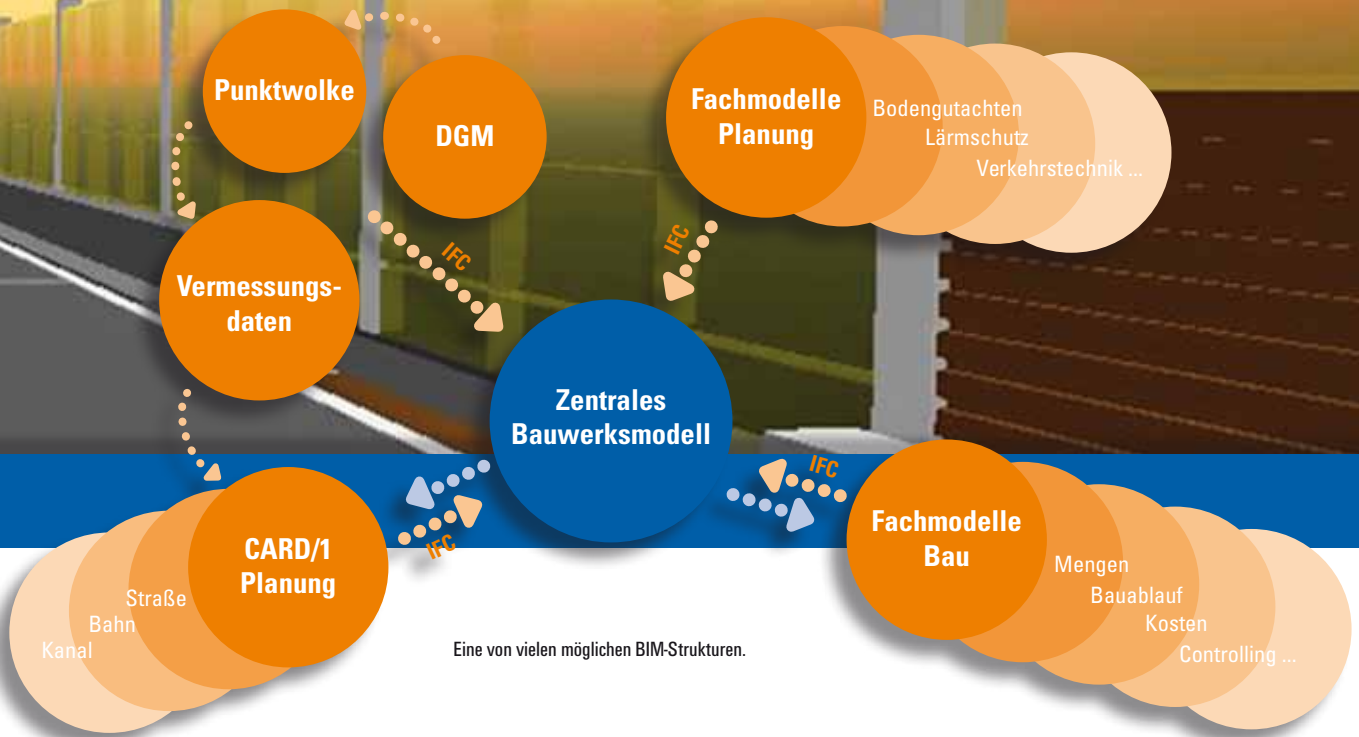 Punktwolke
DGM
Fachmodelle
Planung
Bodengutachten
Lärmschutz
Verkehrstechnik ...
IFC
IFC
Vermessungs-
daten
Zentrales
Bauwerksmodell
IFC
IFC
CARD/1
Planung
Straße
Bahn
Kanal
Fachmodelle
Bau
Mengen
Bauablauf
Kosten
Controlling ...
Eine von vielen möglichen BIM-Strukturen.